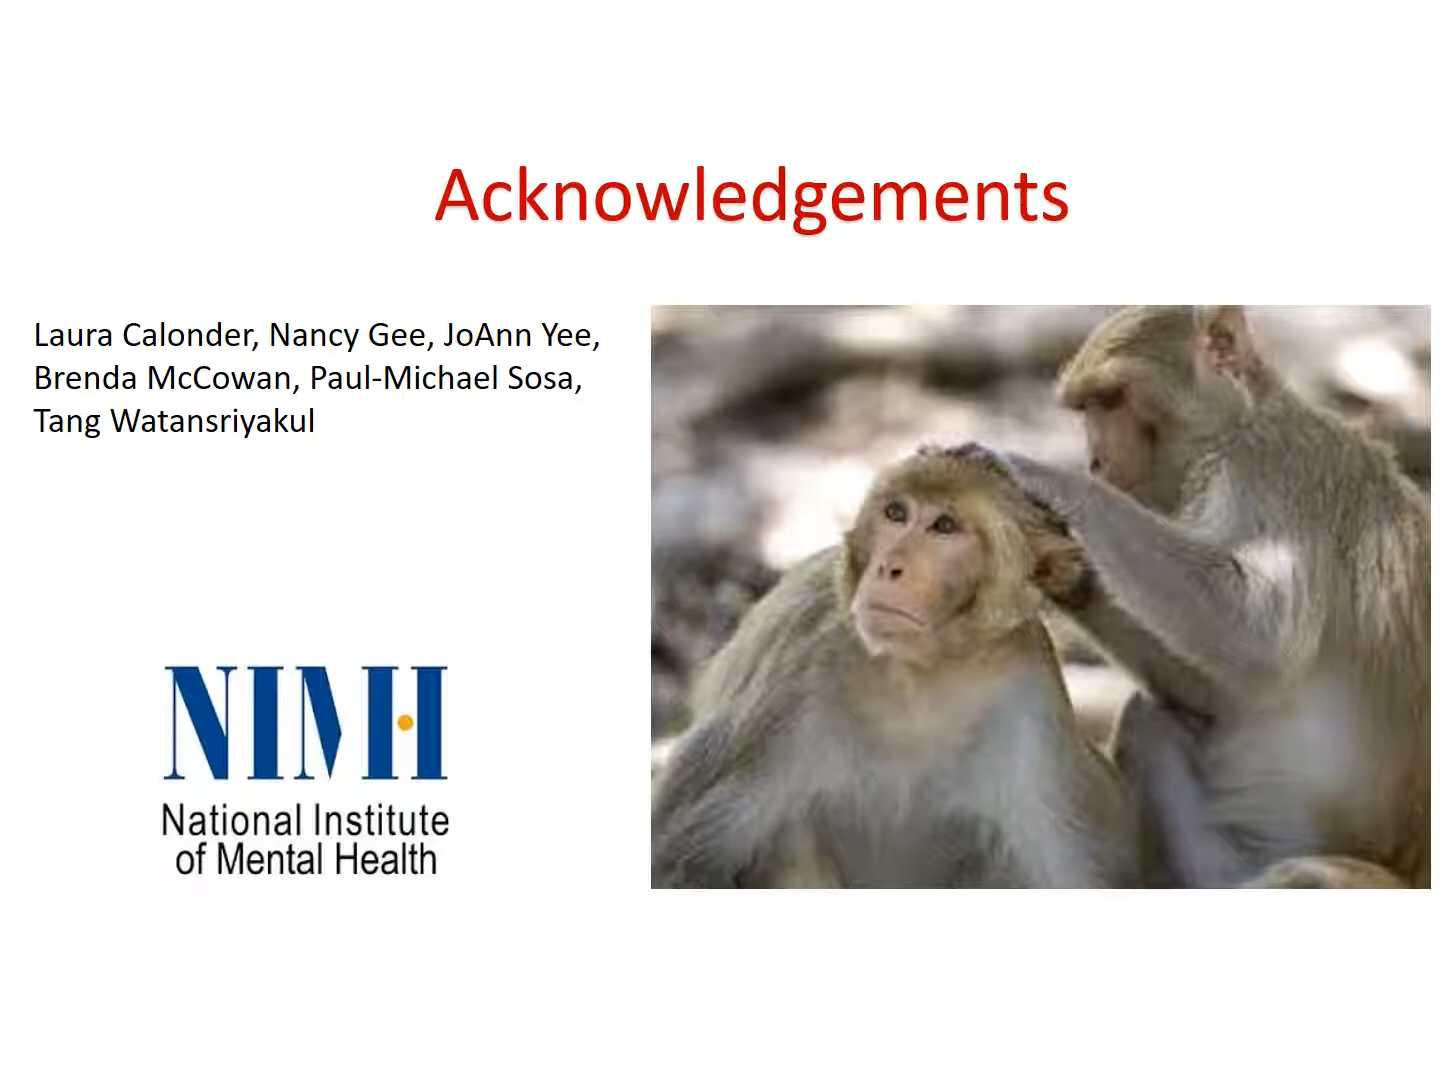 Acknowledgements
Laura Calonder, Nancy Gee, JoAnn Yee,
Brenda McCowan, Paul-Michael Sosa,
Tang Watansriyakul
NIMH
National Institute
of Mental Health